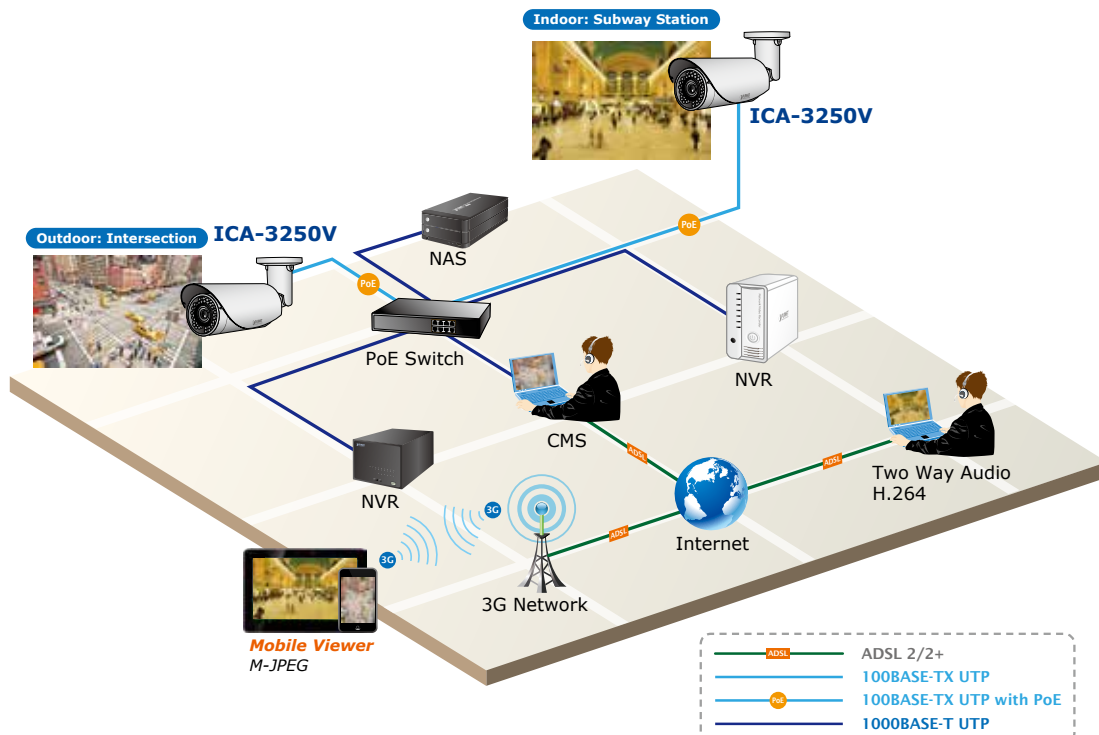 Indoor: Subway Station
ICA-3250V
PoE
NAS
Outdoor: Intersection
ICA-3250V
PoE
PoE Switch
NVR
CMS
ADSL
ADSL
Two Way Audio
H.264
NVR
3G
Internet
ADSL
3G
3G Network
Mobile Viewer
M-JPEG
ADSL
ADSL 2/2+
100BASE-TX UTP
PoE
100BASE-TX UTP with PoE
1000BASE-T UTP